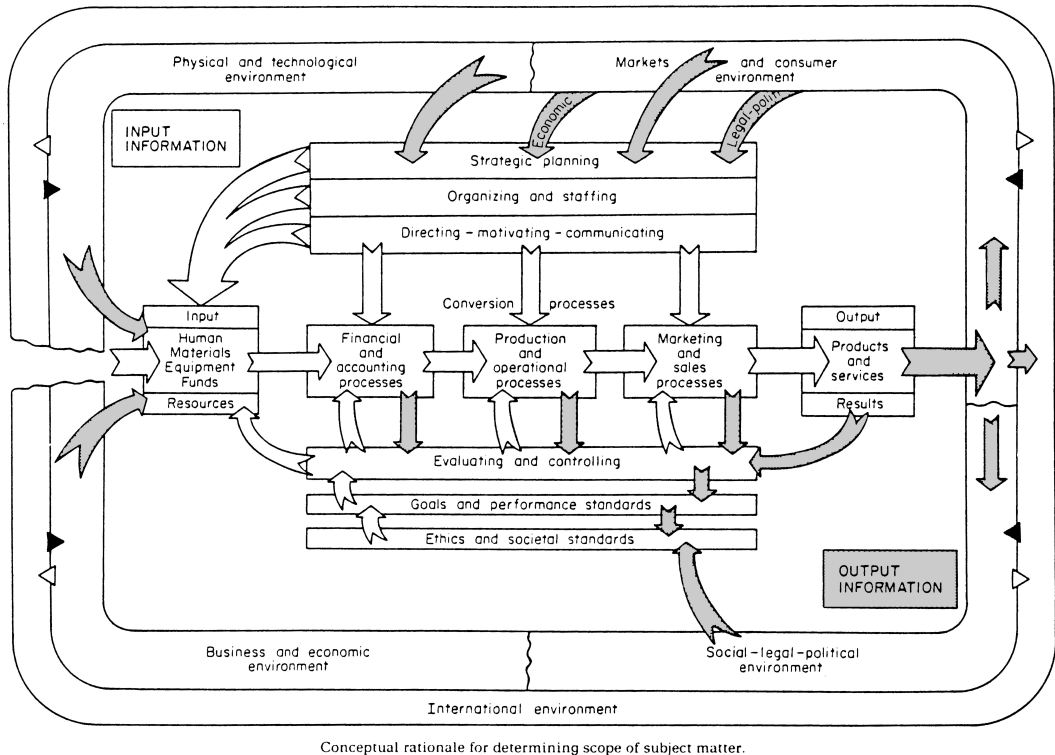 Physical and technological
environment
Markets and consumer
environment
INPUT
INFORMATION
Economic
Legal-politi
Strategic planning
Organizing and staffing
Directing – motivating – communicating
Conversion processes
Input
Human
Materials
Equipment
Funds
Resources
Financial
and
accounting
processes
Production
and
operational
processes
Marketing
and
sales
processes
Output
Products
and
services
Results
Evaluating and controlling
Goals and performance standards
Ethics and societal standards
OUTPUT
INFORMATION
Business and economic
environment
Social–legal–political
environment
International environment
Conceptual rationale for determining scope of subject matter.